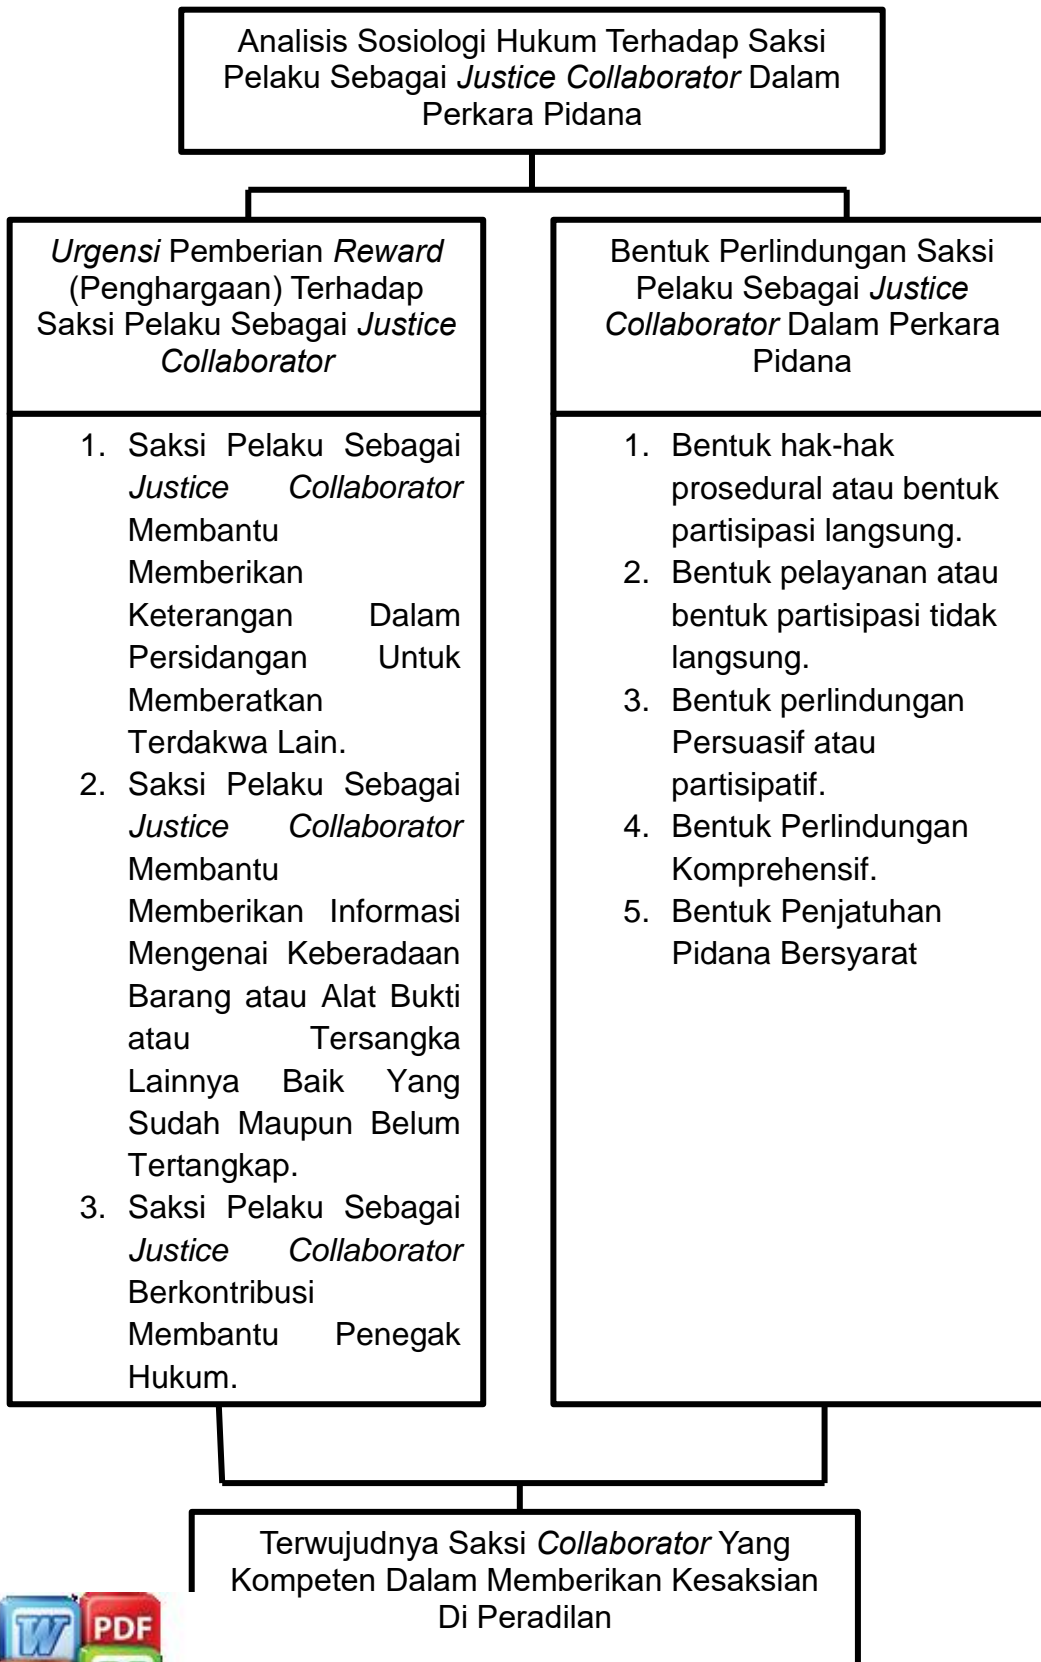 Analisis Sosiologi Hukum Terhadap Saksi
Pelaku Sebagai Justice Collaborator Dalam
Perkara Pidana
Urgensi Pemberian Reward
(Penghargaan) Terhadap
Saksi Pelaku Sebagai Justice
Collaborator
1. Saksi Pelaku Sebagai
Justice Collaborator
Membantu
Memberikan
Keterangan Dalam
Persidangan Untuk
Memberatkan
Terdakwa Lain.
2. Saksi Pelaku Sebagai
Justice Collaborator
Membantu
Memberikan Informasi
Mengenai Keberadaan
Barang atau Alat Bukti
atau Tersangka
Lainnya Baik Yang
Sudah Maupun Belum
Tertangkap.
3. Saksi Pelaku Sebagai
Justice Collaborator
Berkontribusi
Membantu Penegak
Hukum.
Bentuk Perlindungan Saksi
Pelaku Sebagai Justice
Collaborator Dalam Perkara
Pidana
1. Bentuk hak-hak
prosedural atau bentuk
partisipasi langsung.
2. Bentuk pelayanan atau
bentuk partisipasi tidak
langsung.
3. Bentuk perlindungan
Persuasif atau
partisipatif.
4. Bentuk Perlindungan
Komprehensif.
5. Bentuk Penjatuhan
Pidana Bersyarat
Terwujudnya Saksi Collaborator Yang
Kompeten Dalam Memberikan Kesaksian
Di Peradilan
W
PDF